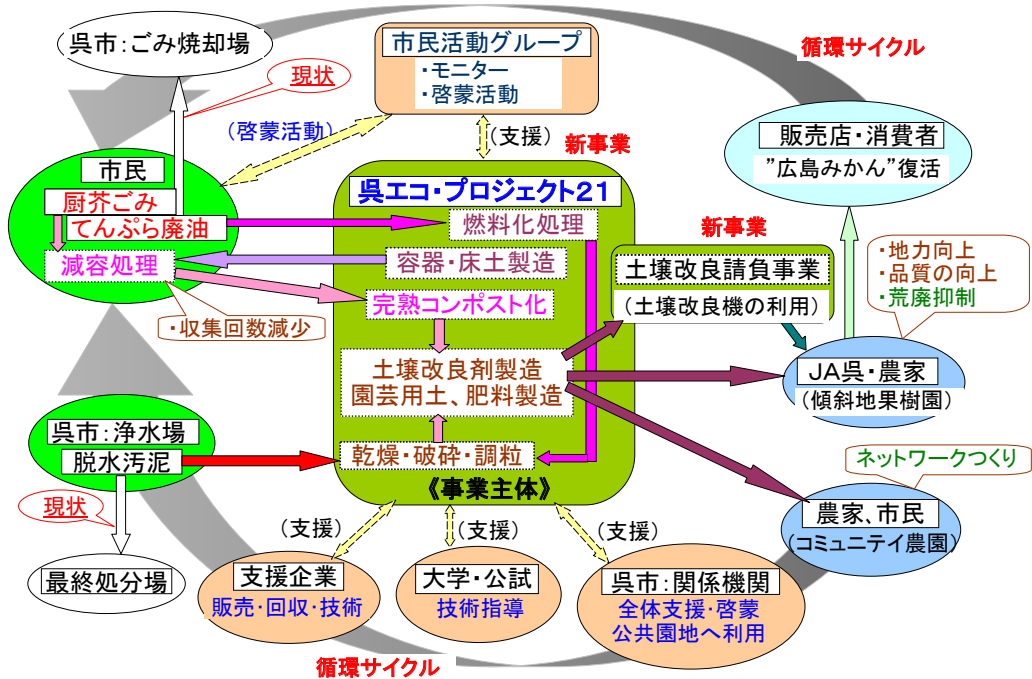 呉市：ごみ焼却場
現状
市民活動グループ
・モニター
・啓蒙活動
循環サイクル
(啓蒙活動)
(支援)
新事業
販売店・消費者
”広島みかん”復活
市民
厨芥ごみ
てんぷら廃油
減容処理
・収集回数減少
呉エコ・プロジェクト21
燃料化処理
容器・床土製造
完熟コンポスト化
土壌改良剤製造
園芸用土、肥料製造
乾燥・破砕・調粒
《事業主体》
新事業
土壌改良請負事業
(土壌改良機の利用)
・地力向上
・品質の向上
・荒廃抑制
JA呉・農家
(傾斜地果樹園)
呉市：浄水場
脱水汚泥
現状
最終処分場
ネットワークつくり
農家、市民
(コミュニテイ農園)
(支援)
(支援)
(支援)
支援企業
販売・回収・技術
大学・公試
技術指導
呉市：関係機関
全体支援・啓蒙
公共園地へ利用
循環サイクル